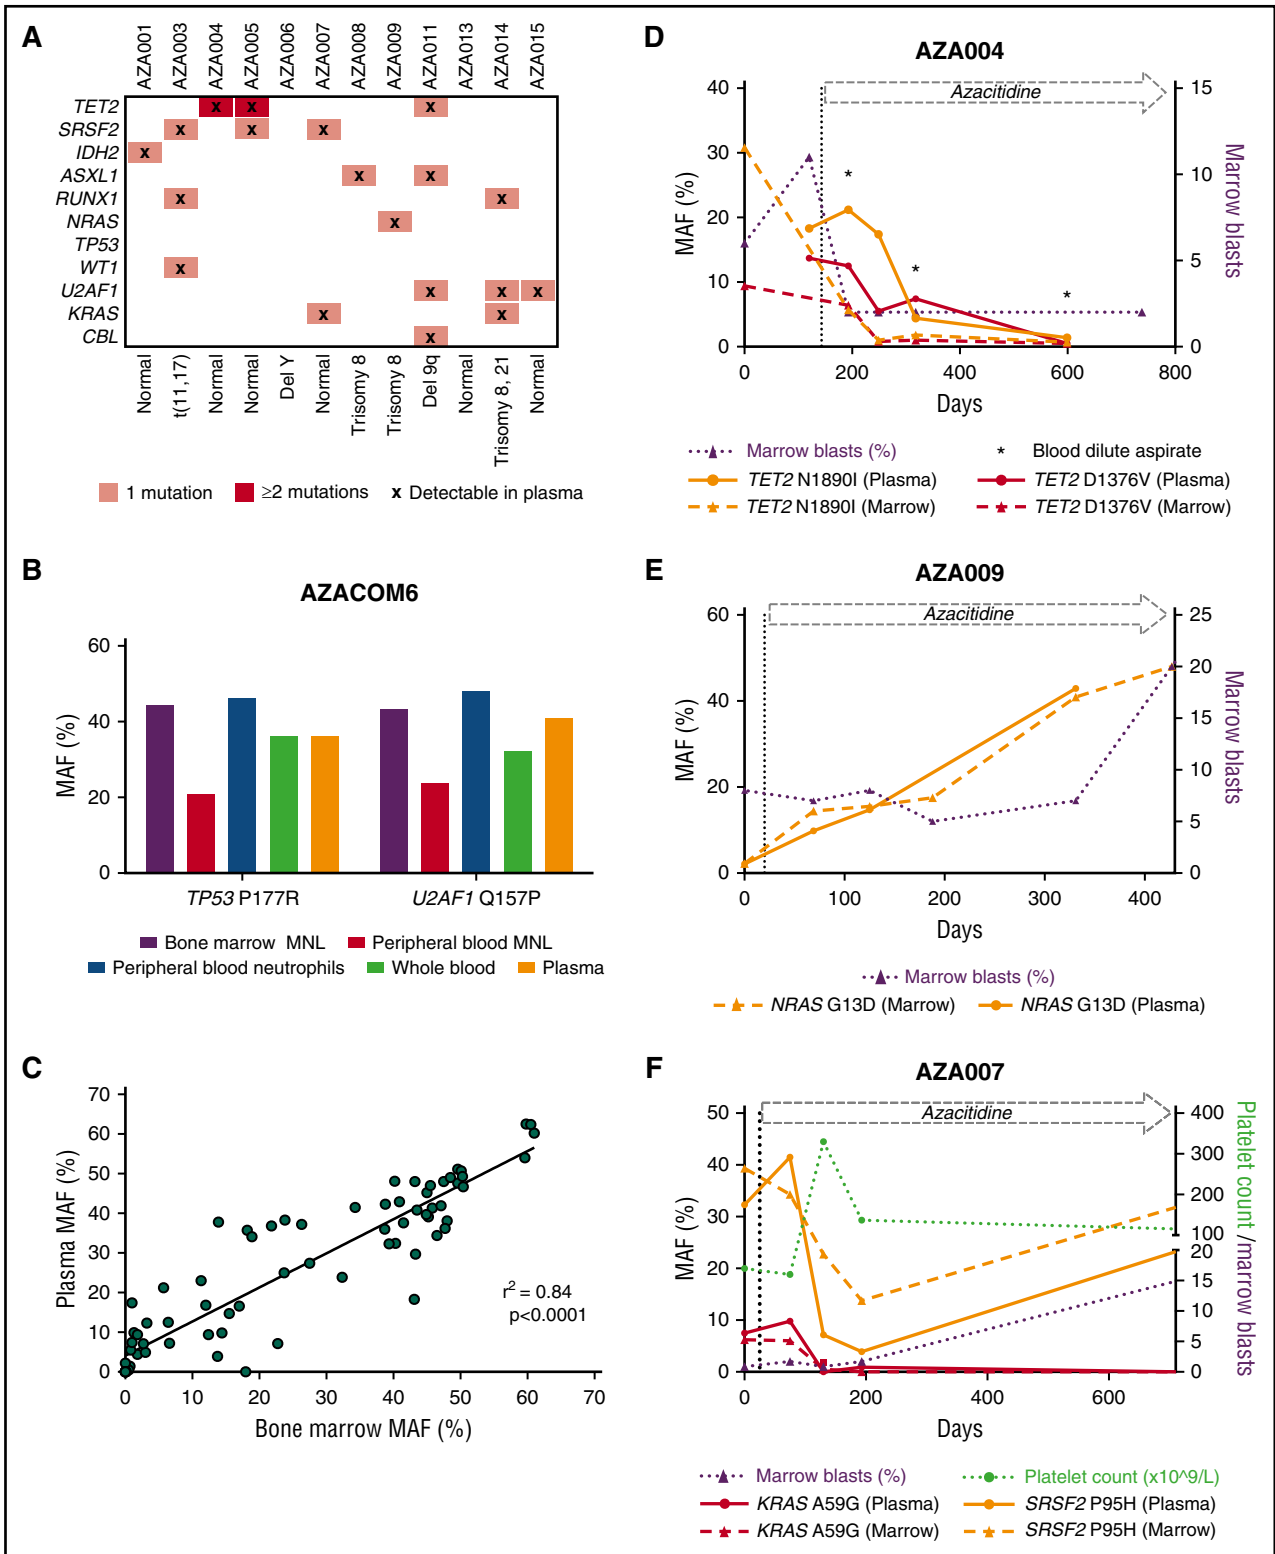 A
AZA001 AZA003 AZA004 AZA005 AZA006 AZA007 AZA008 AZA009 AZA011 AZA013 AZA014 AZA015
TET2 x x x
SRSF2 x x x
IDH2 x
ASXL1 x x
RUNX1 x x
NRAS x
TP53
WT1 x
U2AF1 x x x
KRAS x x
CBL x
Normal t(11,17) Normal Normal Del Y Normal Trisomy 8 Trisomy 8 Del 9q Normal Trisomy 8, 21 Normal
1 mutation ≥2 mutations x Detectable in plasma
B
AZACOM6
MAF (%)
60
40
20
0
TP53 P177R U2AF1 Q157P
Bone marrow MNL Peripheral blood MNL
Peripheral blood neutrophils Whole blood Plasma
C
Plasma MAF (%)
70
60
50
40
30
20
10
0
r2 = 0.84
p<0.0001
0 10 20 30 40 50 60 70
Bone marrow MAF (%)
D
AZA004
Azacitidine
MAF (%)
40
30
20
10
0
* * *
15
10
5
0
Marrow blasts
0 200 400 600 800
Days
Marrow blasts (%) * Blood dilute aspirate
TET2 N1890I (Plasma) TET2 D1376V (Plasma)
TET2 N1890I (Marrow) TET2 D1376V (Marrow)
E
AZA009
Azacitidine
MAF (%)
60
40
20
0
25
20
15
10
5
0
Marrow blasts
0 100 200 300 400
Days
Marrow blasts (%)
NRAS G13D (Marrow) NRAS G13D (Plasma)
F
AZA007
Azacitidine
MAF (%)
50
40
30
20
10
0
400
300
200
100
20
15
10
5
0
Platelet count /marrow blasts
0 200 400 600
Days
Marrow blasts (%) Platelet count (x10^9/L)
KRAS A59G (Plasma) SRSF2 P95H (Plasma)
KRAS A59G (Marrow) SRSF2 P95H (Marrow)